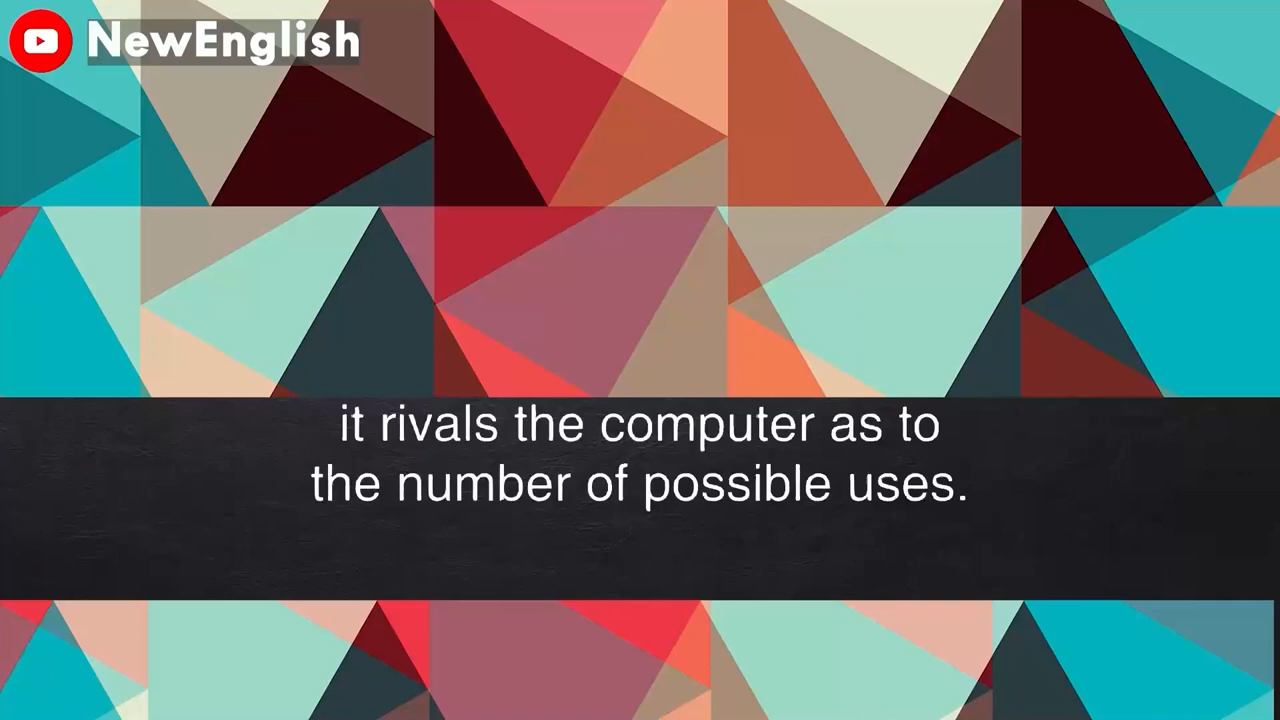 NewEnglish
it rivals the computer as to
the number of possible uses.